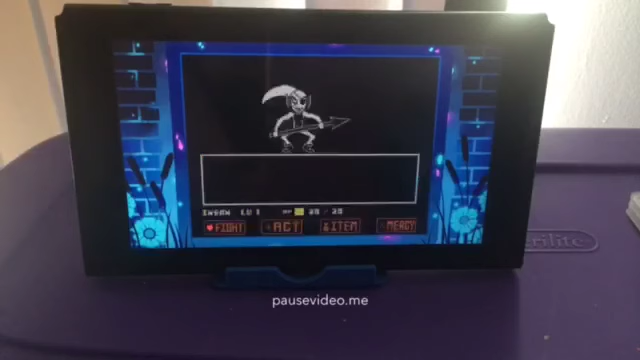 LV 1
20 / 20
FIGHT
ACT
ITEM
MERCY
pausevideo.me